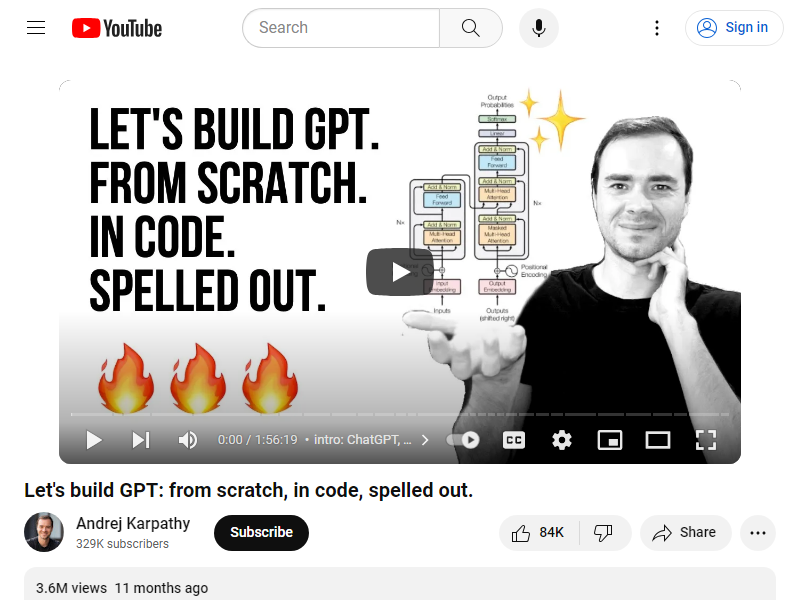 YouTube
Search
Sign in
LET'S BUILD GPT.
FROM SCRATCH.
IN CODE.
SPELLED OUT.
Output
Probabilities
Softmax
Linear
Add & Norm
Feed
Forward
Add & Norm
Multi-Head
Attention
Add & Norm
Masked
Multi-Head
Attention
Nx
Add & Norm
Feed
Forward
Add & Norm
Multi-Head
Attention
Nx
Positional
Encoding
Input
Embedding
Output
Embedding
Inputs
Outputs
(shifted right)
0:00 / 1:56:19 • intro: ChatGPT, ...
CC
Let's build GPT: from scratch, in code, spelled out.
Andrej Karpathy
329K subscribers
Subscribe
84K
Share
3.6M views 11 months ago